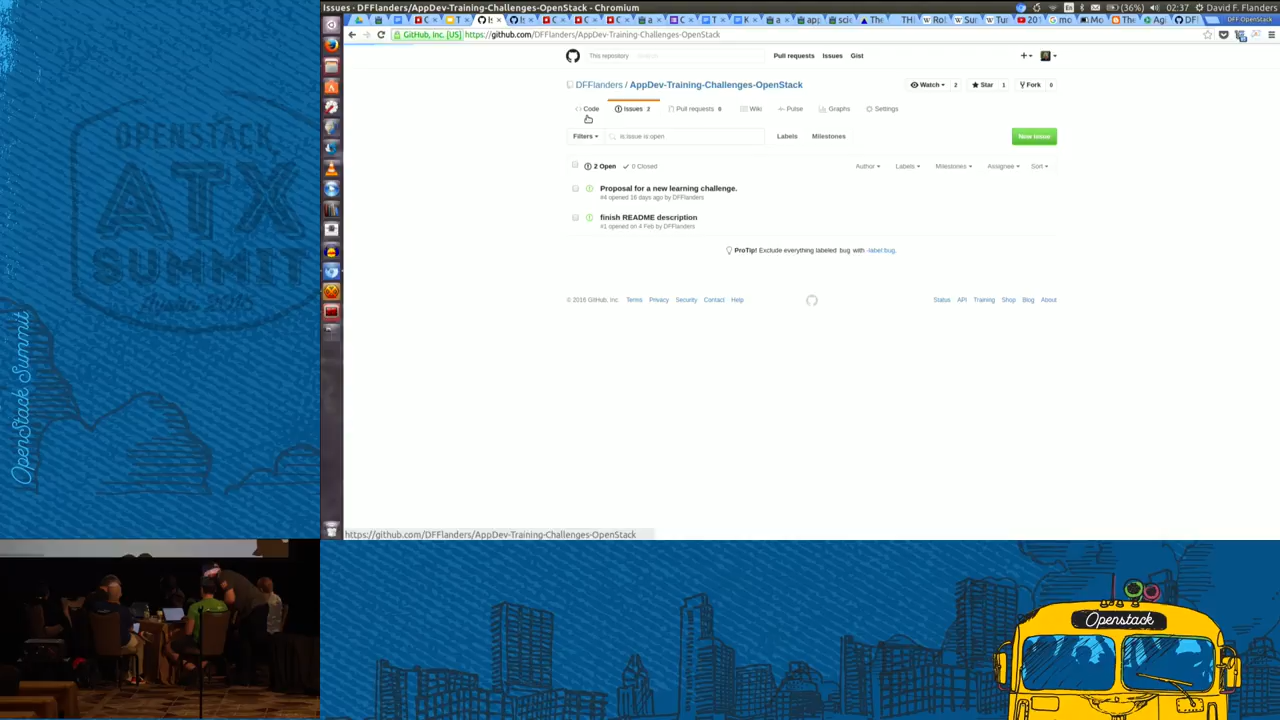 Issues - DFFlanders/AppDev-Training-Challenges-OpenStack - Chromium
En
(36%)
02:37
David F. Flanders
DFF-OpenStack
GitHub, Inc. [US]
https://github.com/DFFlanders/AppDev-Training-Challenges-OpenStack
This repository
Pull requests
Issues
Gist
DFFlanders / AppDev-Training-Challenges-OpenStack
Watch 2
Star 1
Fork 0
Code
Issues 2
Pull requests
Wiki
Pulse
Graphs
Settings
Filters
is:issue is:open
Labels
Milestones
New issue
2 Open
0 Closed
Author
Labels
Milestones
Assignee
Sort
Proposal for a new learning challenge.
#4 opened 16 days ago by DFFlanders
finish README description
#1 opened on 4 Feb by DFFlanders
ProTip! Exclude everything labeled bug with -label:bug.
© 2016 GitHub, Inc
Terms
Privacy
Security
Contact
Help
Status
API
Training
Shop
Blog
About
https://github.com/DFFlanders/AppDev-Training-Challenges-OpenStack
OpenStack Summit
Openstack